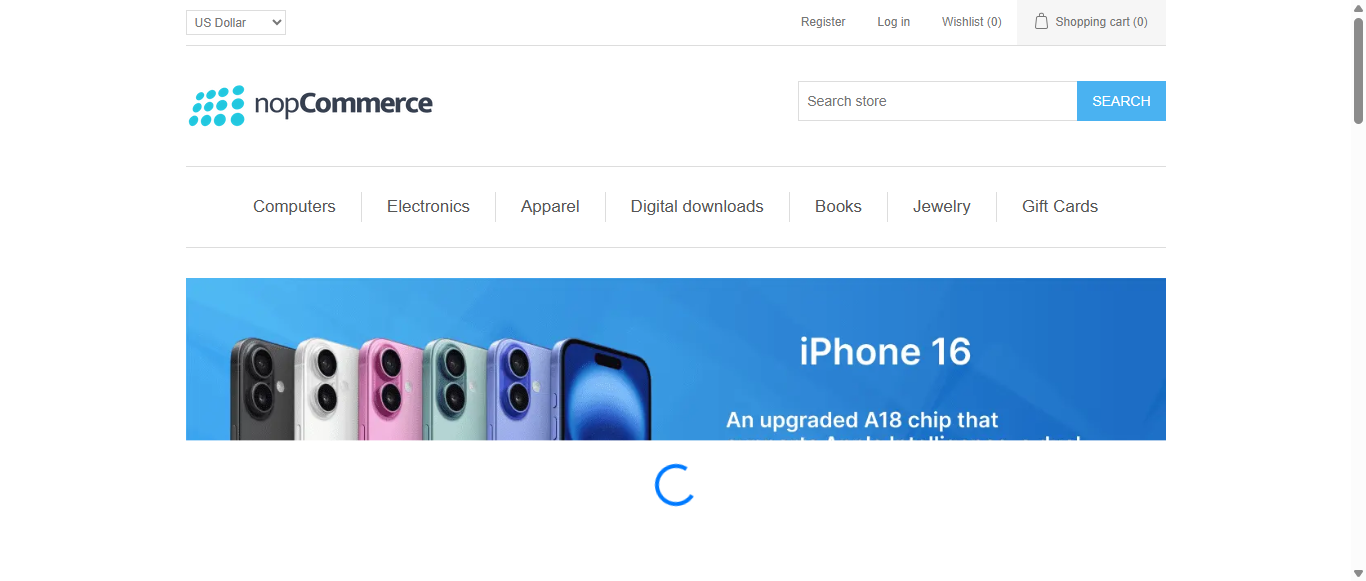 US Dollar
Register
Log in
Wishlist (0)
Shopping cart (0)
nopCommerce
Search store
SEARCH
Computers
Electronics
Apparel
Digital downloads
Books
Jewelry
Gift Cards
iPhone 16
An upgraded A18 chip that